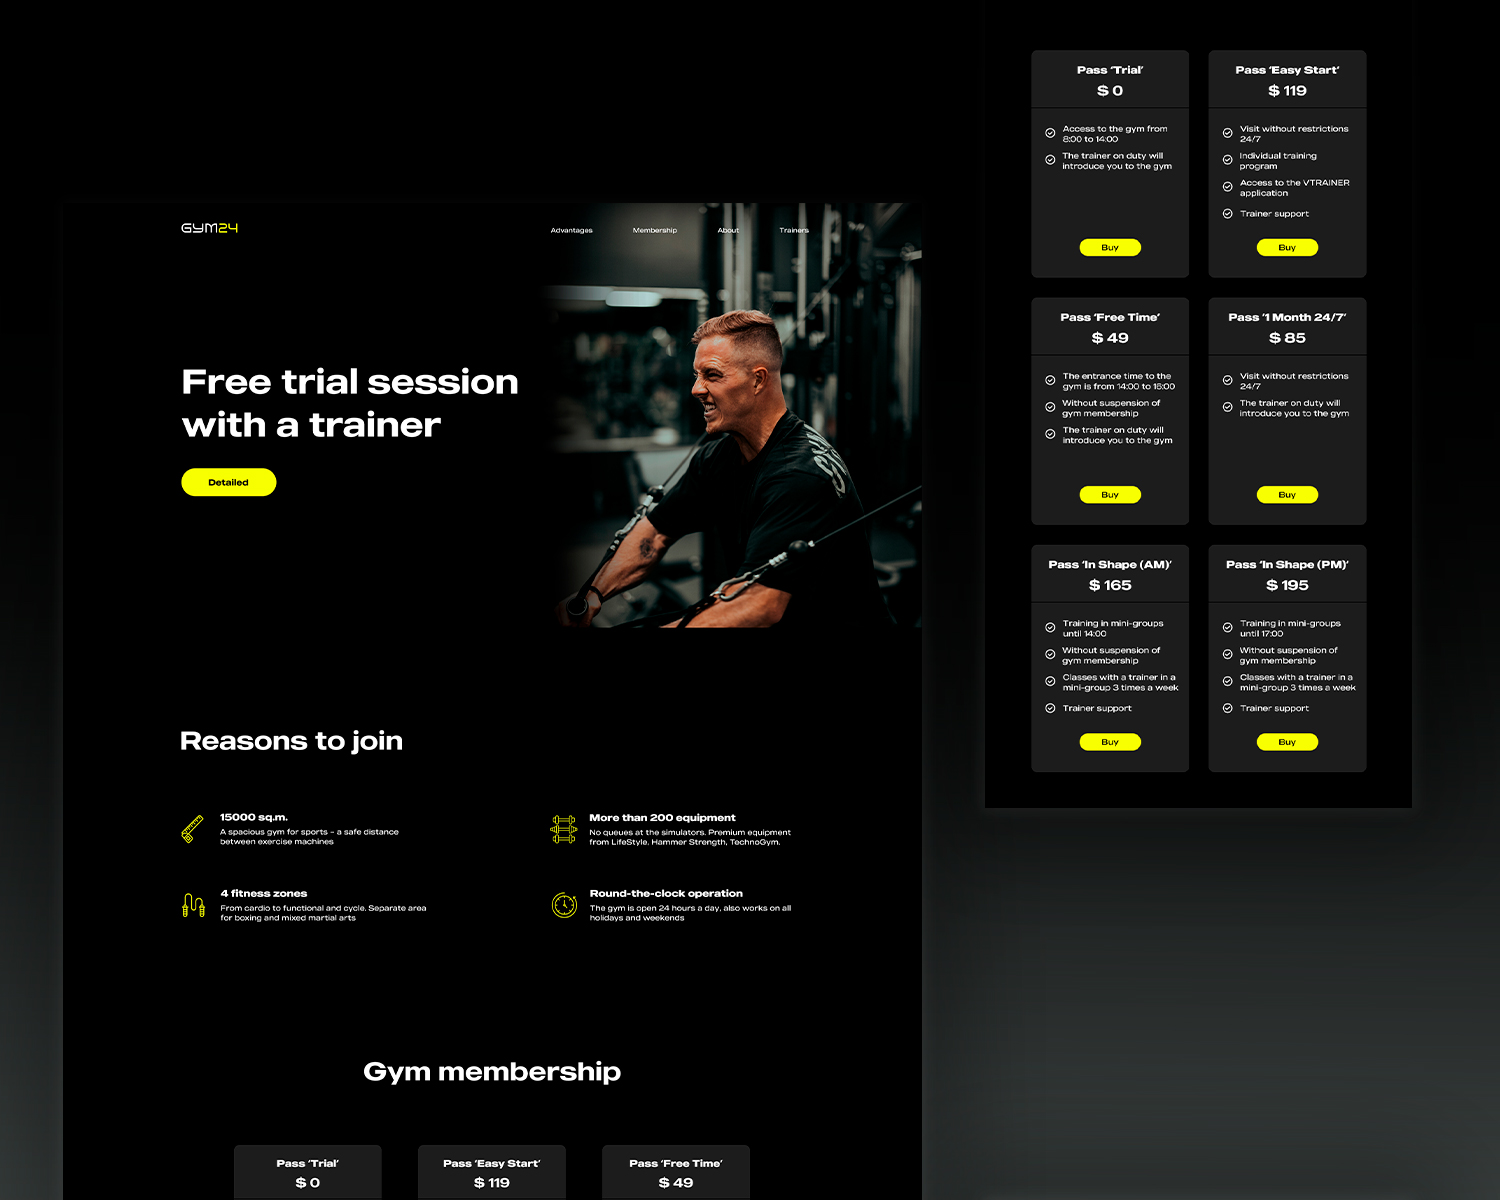 GYM24
Advantages
Membership
About
Trainers
Free trial session
with a trainer
Detailed
Reasons to join
15000 sq.m.
A spacious gym for sports – a safe distance
between exercise machines
More than 200 equipment
No queues at the simulators. Premium equipment
from LifeStyle, Hammer Strength, TechnoGym.
4 fitness zones
From cardio to functional and cycle. Separate area
for boxing and mixed martial arts
Round-the-clock operation
The gym is open 24 hours a day, also works on all
holidays and weekends
Gym membership
Pass ‘Trial’
$ 0
Pass ‘Easy Start’
$ 119
Pass ‘Free Time’
$ 49
Pass ‘Trial’
$ 0
Access to the gym from
8:00 to 14:00
The trainer on duty will
introduce you to the gym
Buy
Pass ‘Easy Start’
$ 119
Visit without restrictions
24/7
Individual training
program
Access to the VTRAINER
application
Trainer support
Buy
Pass ‘Free Time’
$ 49
The entrance time to the
gym is from 14:00 to 16:00
Without suspension of
gym membership
The trainer on duty will
introduce you to the gym
Buy
Pass ‘1 Month 24/7’
$ 85
Visit without restrictions
24/7
The trainer on duty will
introduce you to the gym
Buy
Pass ‘In Shape (AM)’
$ 165
Training in mini-groups
until 14:00
Without suspension of
gym membership
Classes with a trainer in a
mini-group 3 times a week
Trainer support
Buy
Pass ‘In Shape (PM)’
$ 195
Training in mini-groups
until 17:00
Without suspension of
gym membership
Classes with a trainer in a
mini-group 3 times a week
Trainer support
Buy